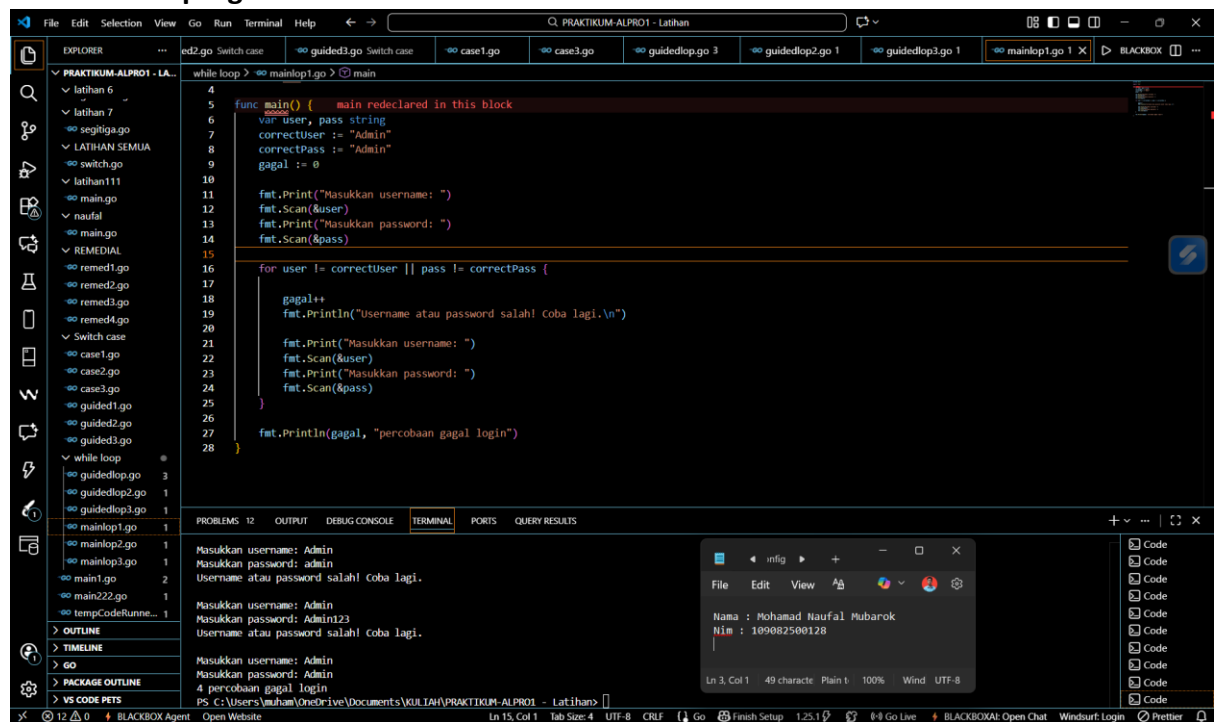 File Edit Selection View Go Run Terminal Help
PRAKTIKUM-ALPRO1 - Latihan
EXPLORER
ed2.go Switch case
guided3.go Switch case
case1.go
case3.go
guidedlop.go 3
guidedlop2.go 1
guidedlop3.go 1
mainlop1.go 1
BLACKBOX
PRAKTIKUM-ALPRO1 - LA...
latihan 6
latihan 7
segitiga.go
LATIHAN SEMUA
switch.go
latihan111
main.go
naufal
main.go
REMEDIAL
remed1.go
remed2.go
remed3.go
remed4.go
Switch case
case1.go
case2.go
case3.go
guided1.go
guided2.go
guided3.go
while loop
guidedlop.go 3
guidedlop2.go 1
guidedlop3.go 1
mainlop1.go 1
mainlop2.go 1
mainlop3.go 1
main1.go 2
main222.go 1
tempCodeRunne... 1
OUTLINE
TIMELINE
GO
PACKAGE OUTLINE
VS CODE PETS
while loop > mainlop1.go > main
4
5 func main() { main redeclared in this block
6 var user, pass string
7 correctUser := "Admin"
8 correctPass := "Admin"
9 gagal := 0
10
11 fmt.Print("Masukkan username: ")
12 fmt.Scan(&user)
13 fmt.Print("Masukkan password: ")
14 fmt.Scan(&pass)
15
16 for user != correctUser || pass != correctPass {
17
18 gagal++
19 fmt.Println("Username atau password salah! Coba lagi.\n")
20
21 fmt.Print("Masukkan username: ")
22 fmt.Scan(&user)
23 fmt.Print("Masukkan password: ")
24 fmt.Scan(&pass)
25 }
26
27 fmt.Println(gagal, "percobaan gagal login")
28 }
PROBLEMS 12 OUTPUT DEBUG CONSOLE TERMINAL PORTS QUERY RESULTS
Masukkan username: Admin
Masukkan password: admin
Username atau password salah! Coba lagi.
Masukkan username: Admin
Masukkan password: Admin123
Username atau password salah! Coba lagi.
Masukkan username: Admin
Masukkan password: Admin
4 percobaan gagal login
PS C:\Users\muham\OneDrive\Documents\KULIAH\PRAKTIKUM-ALPRO1 - Latihan>
File Edit View
Nama : Mohamad Naufal Mubarok
Nim : 109082500128
Ln 3, Col 1 49 characte Plain t 100% Wind UTF-8
Code
Code
Code
Code
Code
Code
Code
Code
Code
Code
12 0 BLACKBOX Agent Open Website
Ln 15, Col 1 Tab Size: 4 UTF-8 CRLF Go Finish Setup 1.25.1 Go Live BLACKBOXAI: Open Chat Windsurf: Login Prettier